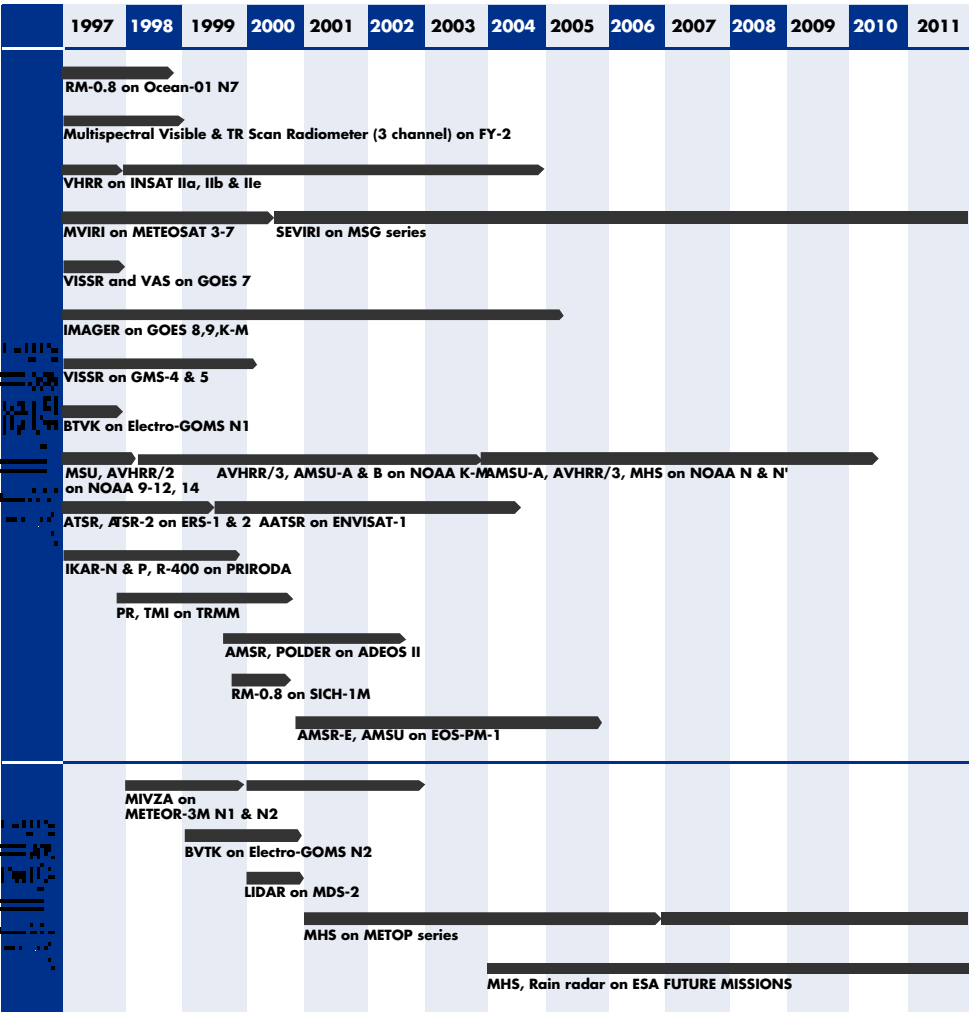 1997 1998 1999 2000 2001 2002 2003 2004 2005 2006 2007 2008 2009 2010 2011
RM-0.8 on Ocean-01 N7
Multispectral Visible & TR Scan Radiometer (3 channel) on FY-2
VHRR on INSAT IIa, IIb & IIe
MVIRI on METEOSAT 3-7 SEVIRI on MSG series
VISSR and VAS on GOES 7
IMAGER on GOES 8,9,K-M
VISSR on GMS-4 & 5
BTVK on Electro-GOMS N1
MSU, AVHRR/2 AVHRR/3, AMSU-A & B on NOAA K-M AMSU-A, AVHRR/3, MHS on NOAA N & N'
on NOAA 9-12, 14
ATSR, ATSR-2 on ERS-1 & 2 AATSR on ENVISAT-1
IKAR-N & P, R-400 on PRIRODA
PR, TMI on TRMM
AMSR, POLDER on ADEOS II
RM-0.8 on SICH-1M
AMSR-E, AMSU on EOS-PM-1
MIVZA on
METEOR-3M N1 & N2
BVTK on Electro-GOMS N2
LIDAR on MDS-2
MHS on METOP series
MHS, Rain radar on ESA FUTURE MISSIONS